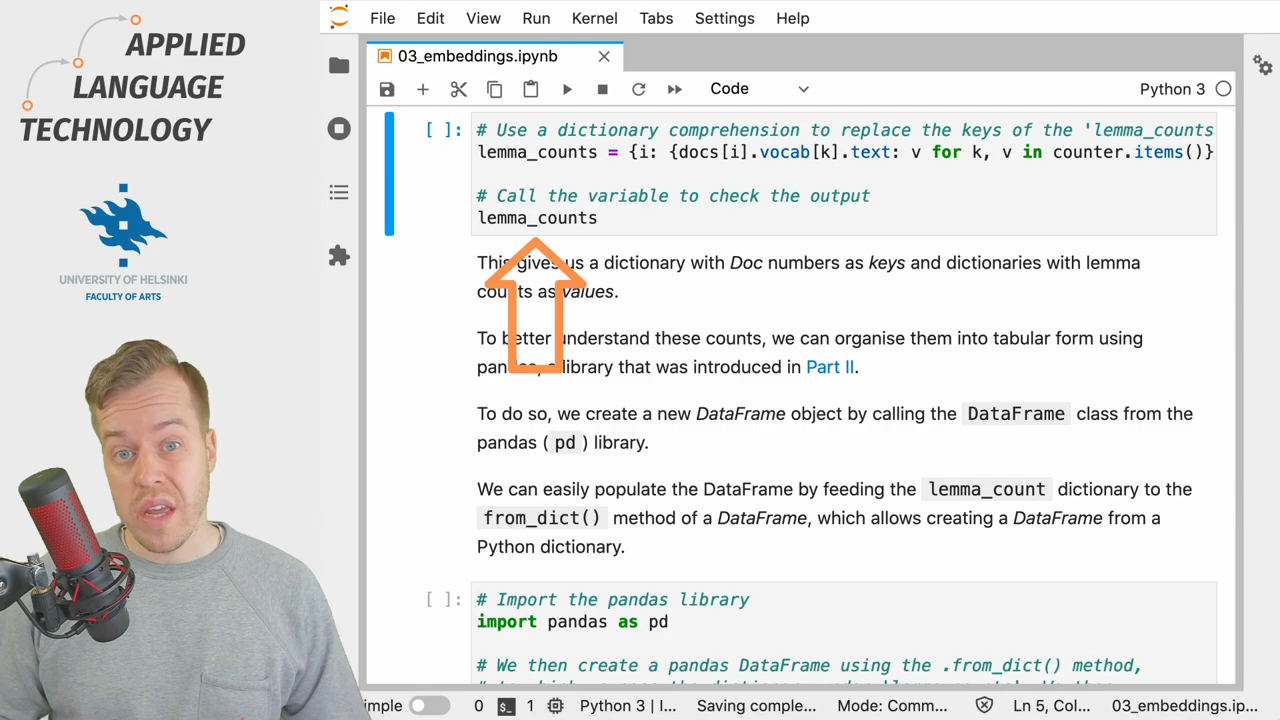 APPLIED
LANGUAGE
TECHNOLOGY
UNIVERSITY OF HELSINKI
FACULTY OF ARTS
File Edit View Run Kernel Tabs Settings Help
03_embeddings.ipynb
Code
Python 3
[ ]:
# Use a dictionary comprehension to replace the keys of the 'lemma_counts
lemma_counts = {i: {docs[i].vocab[k].text: v for k, v in counter.items()}
# Call the variable to check the output
lemma_counts
This gives us a dictionary with Doc numbers as keys and dictionaries with lemma
counts as values.
To better understand these counts, we can organise them into tabular form using
pandas, a library that was introduced in Part II.
To do so, we create a new DataFrame object by calling the DataFrame class from the
pandas ( pd ) library.
We can easily populate the DataFrame by feeding the lemma_count dictionary to the
from_dict() method of a DataFrame, which allows creating a DataFrame from a
Python dictionary.
[ ]:
# Import the pandas library
import pandas as pd
# We then create a pandas DataFrame using the .from_dict() method,
imple 0 $_ 1 Python 3 | I... Saving comple... Mode: Comm... Ln 5, Col... 03_embeddings.ip...